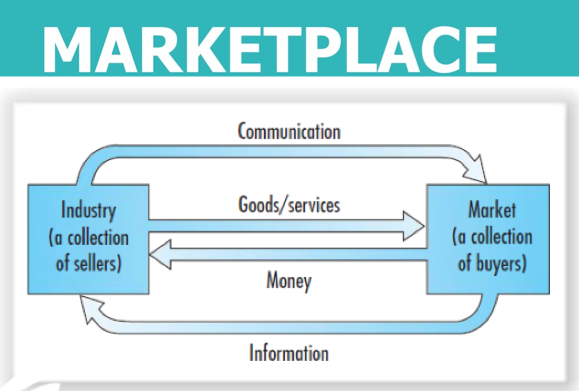 MARKETPLACE
Communication
Industry
(a collection
of sellers)
Goods/services
Money
Market
(a collection
of buyers)
Information